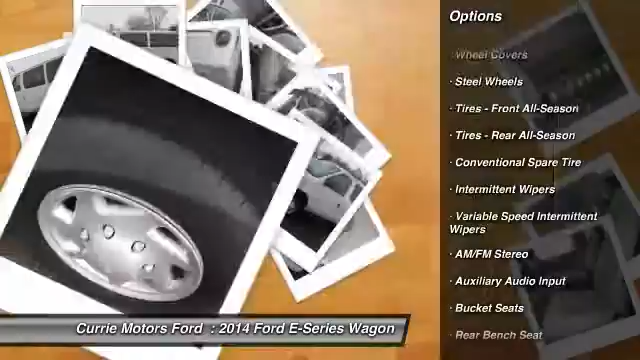 Options
· Wheel Covers
· Steel Wheels
· Tires - Front All-Season
· Tires - Rear All-Season
· Conventional Spare Tire
· Intermittent Wipers
· Variable Speed Intermittent
Wipers
· AM/FM Stereo
· Auxiliary Audio Input
· Bucket Seats
· Rear Bench Seat
Currie Motors Ford : 2014 Ford E-Series Wagon